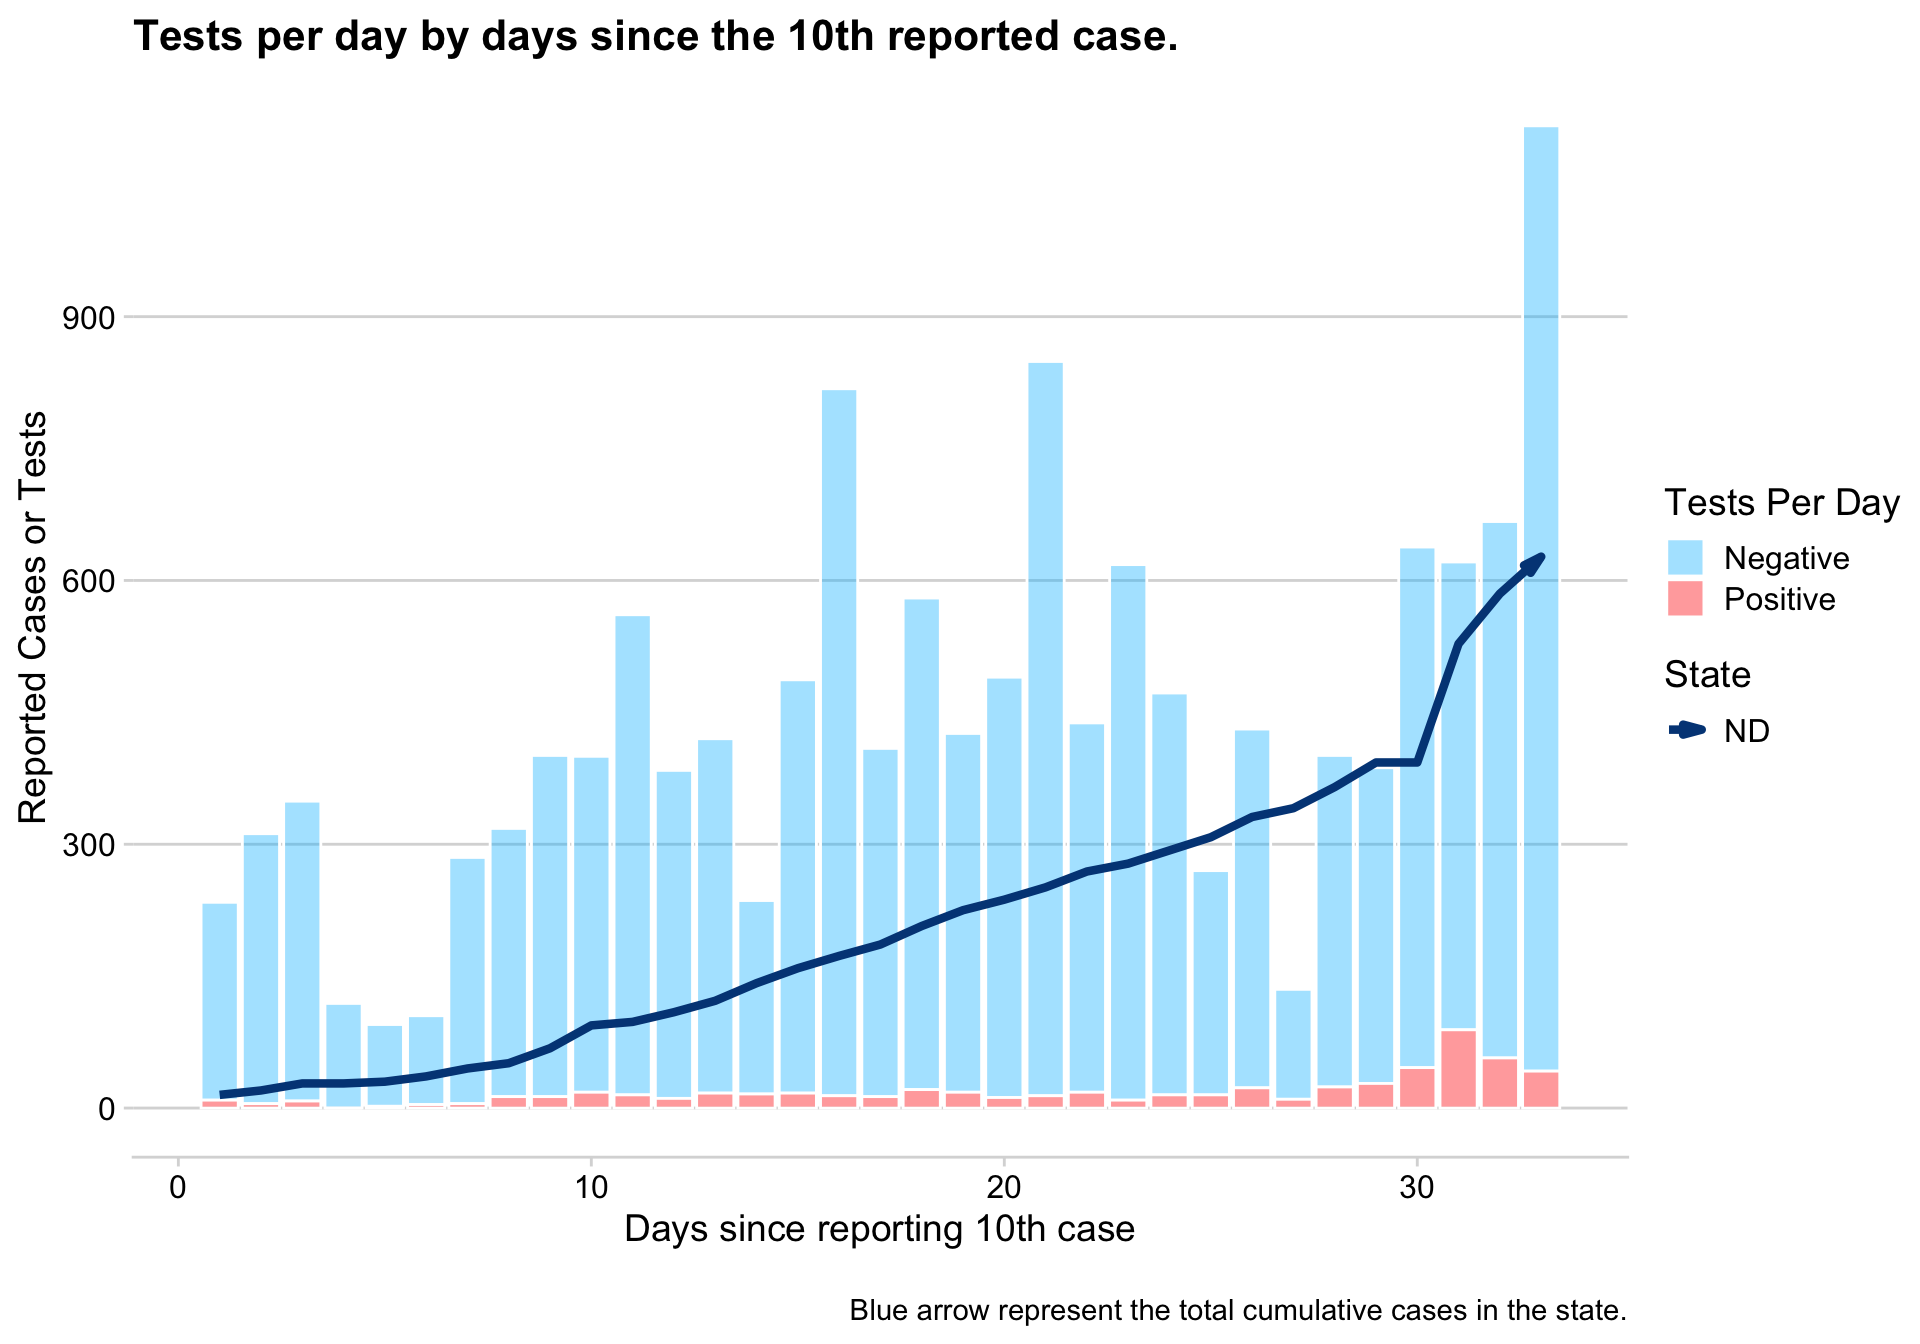 Tests per day by days since the 10th reported case.
900
600
300
0
Reported Cases or Tests
0
10
20
30
Days since reporting 10th case
Tests Per Day
Negative
Positive
State
ND
Blue arrow represent the total cumulative cases in the state.